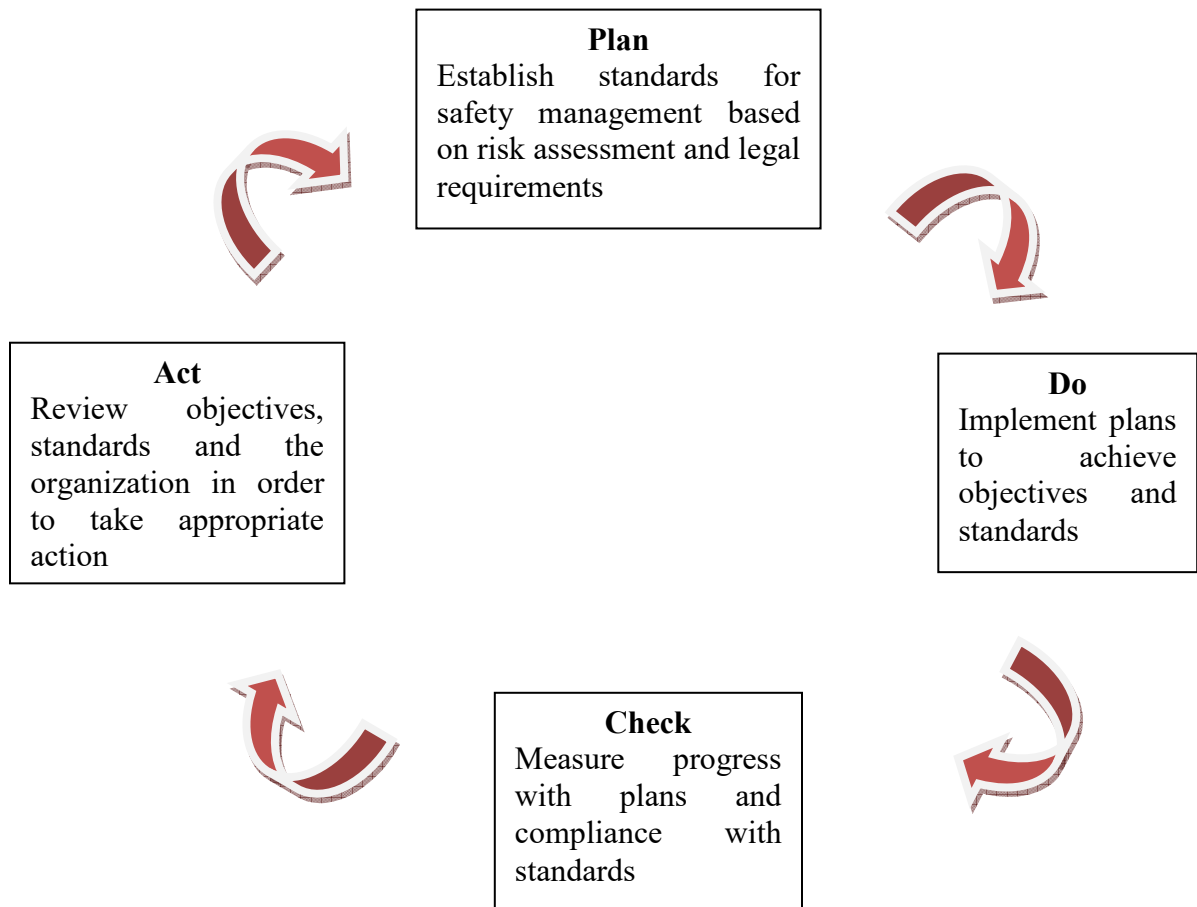 Plan
Establish standards for
safety management based
on risk assessment and legal
requirements
Act
Review objectives,
standards and the
organization in order
to take appropriate
action
Do
Implement plans
to achieve
objectives and
standards
Check
Measure progress
with plans and
compliance with
standards